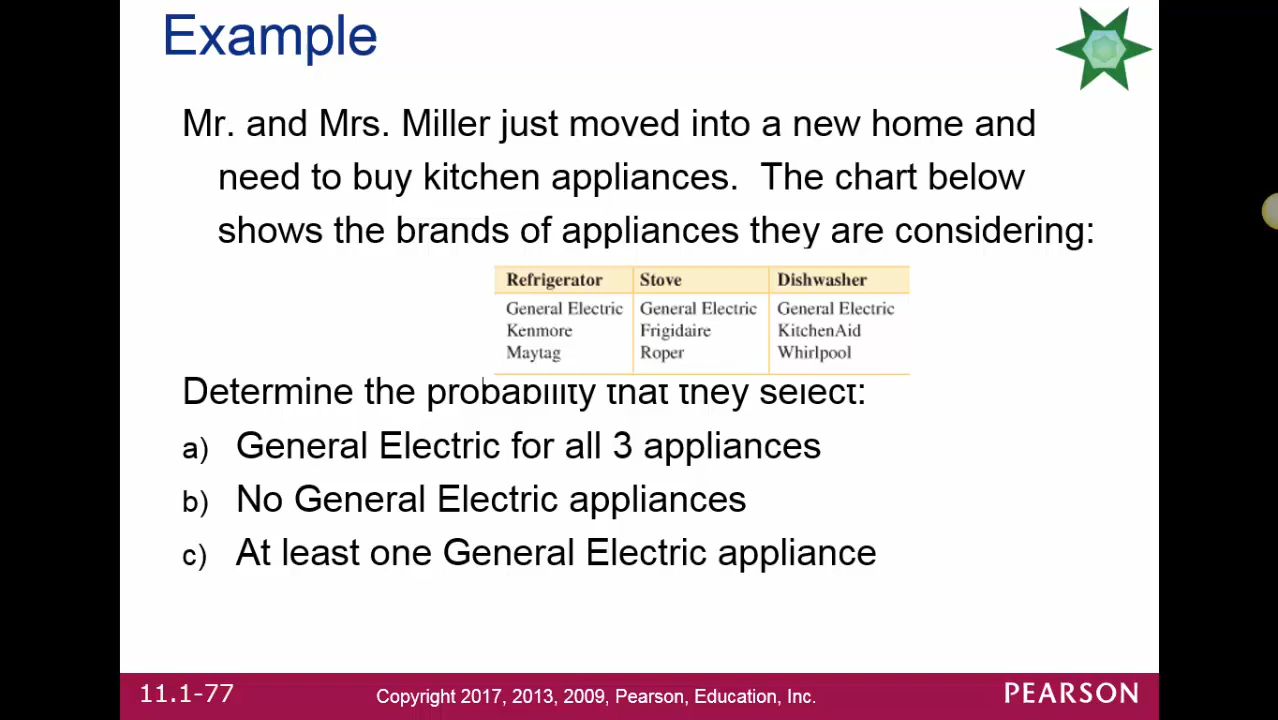 Example
Mr. and Mrs. Miller just moved into a new home and
need to buy kitchen appliances. The chart below
shows the brands of appliances they are considering:
Refrigerator Stove Dishwasher
General Electric General Electric General Electric
Kenmore Frigidaire KitchenAid
Maytag Roper Whirlpool
Determine the probability that they select:
a) General Electric for all 3 appliances
b) No General Electric appliances
c) At least one General Electric appliance
11.1-77 Copyright 2017, 2013, 2009, Pearson, Education, Inc. PEARSON